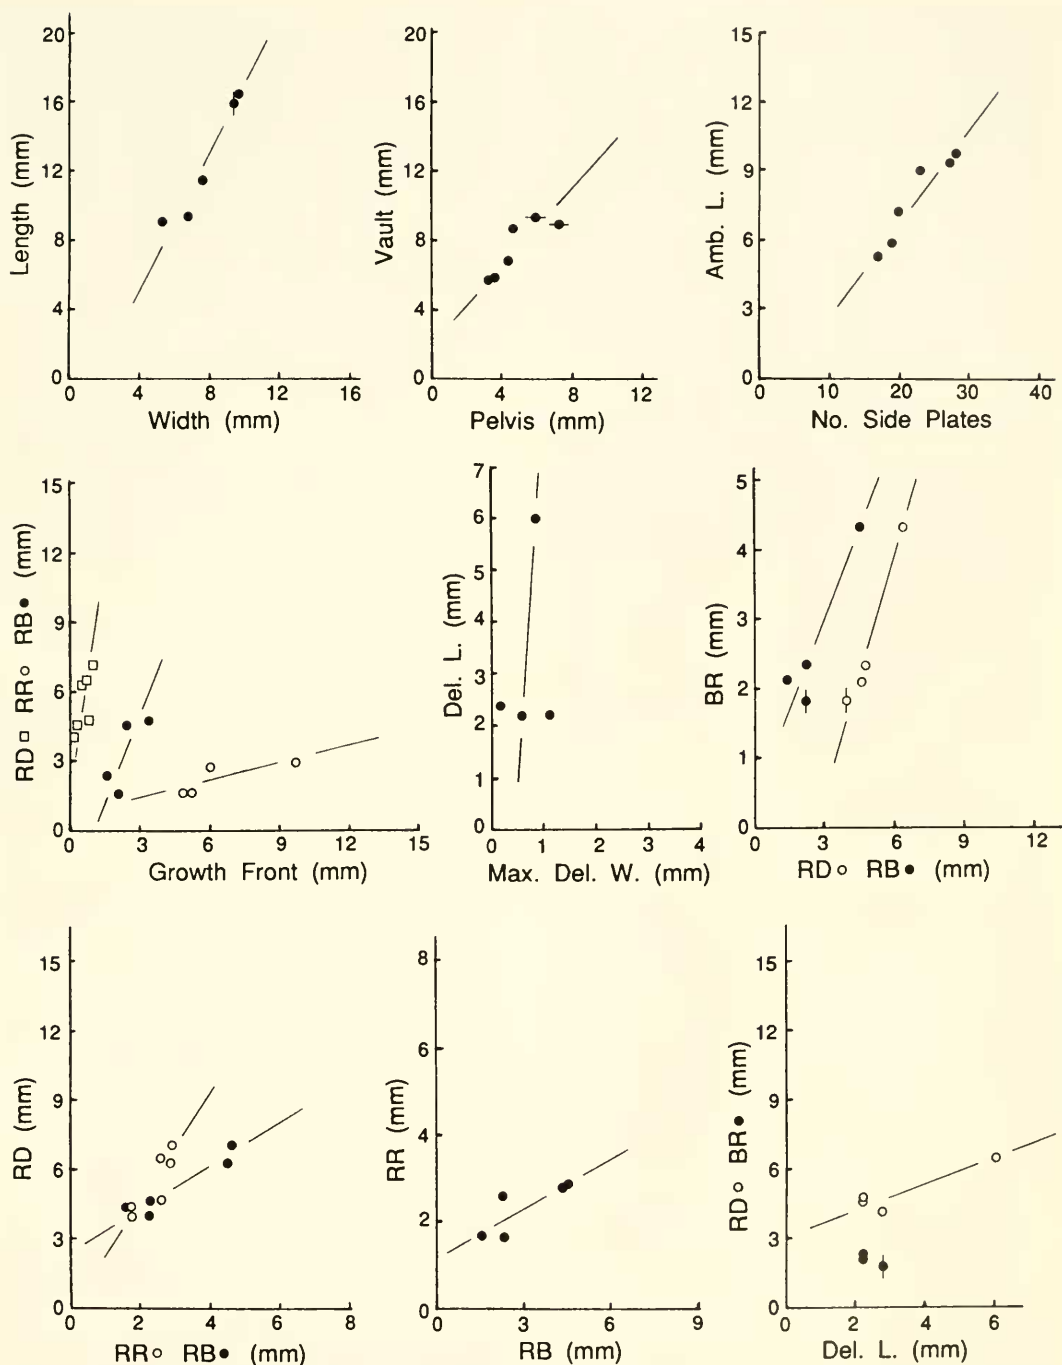 20
16
12
8
4
0
Length (mm)
0 4 8 12 16
Width (mm)
20
16
12
8
4
0
Vault (mm)
0 4 8 12
Pelvis (mm)
15
12
9
6
3
0
Amb. L. (mm)
0 10 20 30 40
No. Side Plates
15
12
9
6
3
0
RD □ RR ○ RB ● (mm)
0 3 6 9 15
Growth Front (mm)
7
6
5
4
3
2
1
0
Del. L. (mm)
0 1 2 3 4
Max. Del. W. (mm)
5
4
3
2
1
0
BR (mm)
0 3 6 9 12
RD ○ RB ● (mm)
15
12
9
6
3
0
RD (mm)
0 2 4 6 8
RR ○ RB ● (mm)
8
6
4
2
0
RR (mm)
0 3 6 9
RB (mm)
15
12
9
6
3
0
RD ○ BR ● (mm)
0 2 4 6
Del. L. (mm)